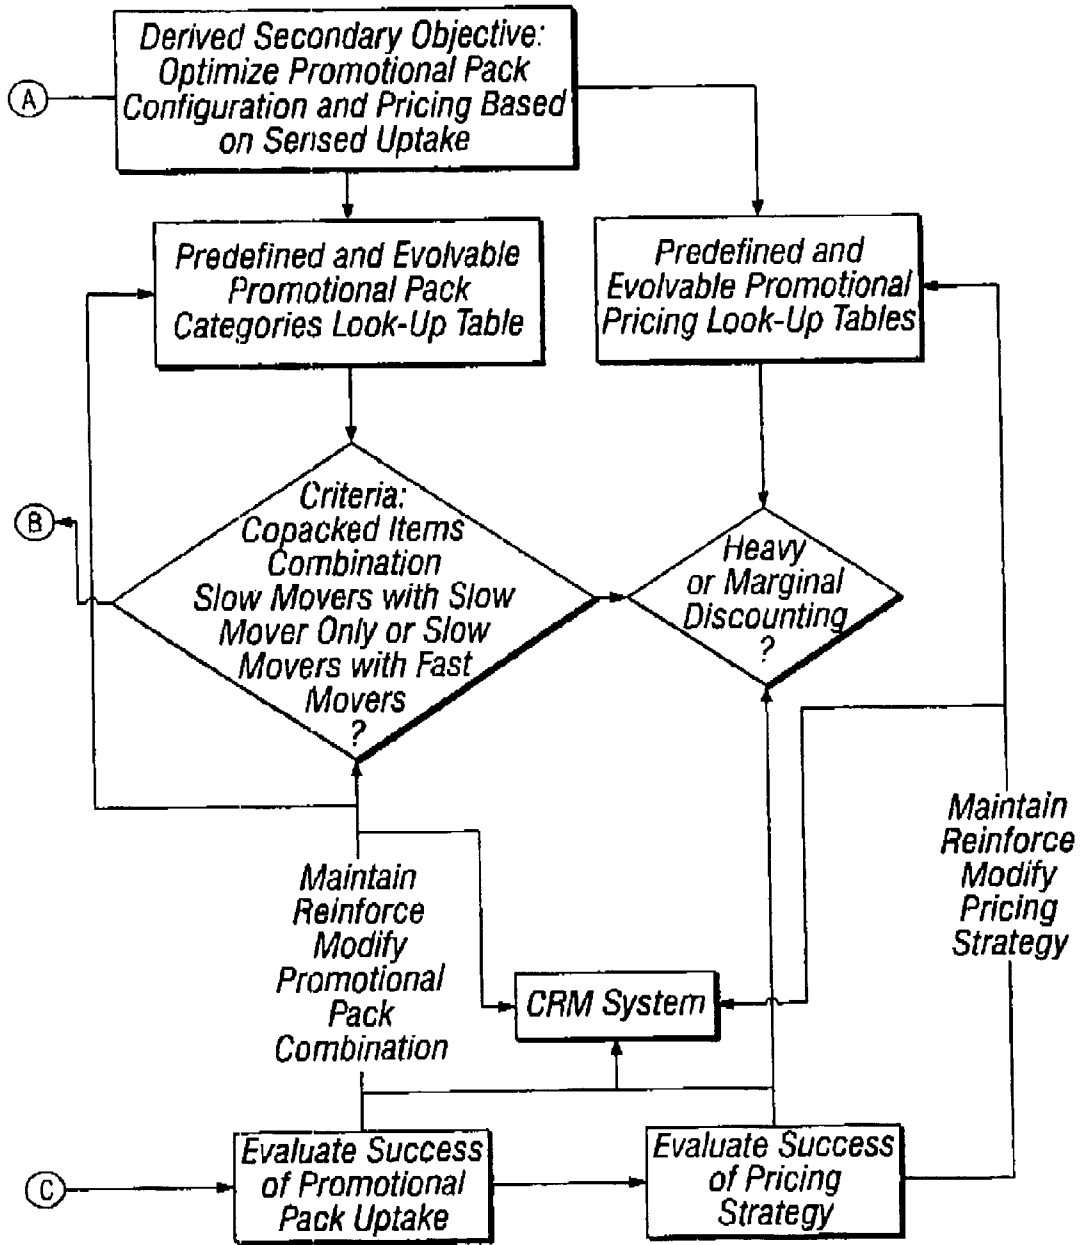 Derived Secondary Objective:
Optimize Promotional Pack
Configuration and Pricing Based
on Sensed Uptake
A
Predefined and Evolvable
Promotional Pack
Categories Look-Up Table
Predefined and
Evolvable Promotional
Pricing Look-Up Tables
B
Criteria:
Copacked Items
Combination
Slow Movers with Slow
Mover Only or Slow
Movers with Fast
Movers
?
Heavy
or Marginal
Discounting
?
Maintain
Reinforce
Modify
Promotional
Pack
Combination
Maintain
Reinforce
Modify
Pricing
Strategy
CRM System
C
Evaluate Success
of Promotional
Pack Uptake
Evaluate Success
of Pricing
Strategy